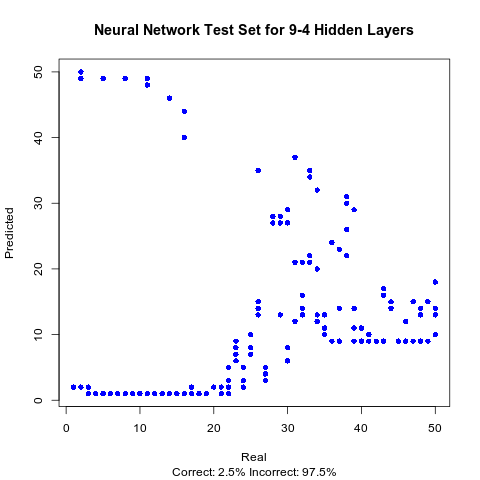 Neural Network Test Set for 9-4 Hidden Layers
Predicted
50
40
30
20
10
0
0 10 20 30 40 50
Real
Correct: 2.5% Incorrect: 97.5%